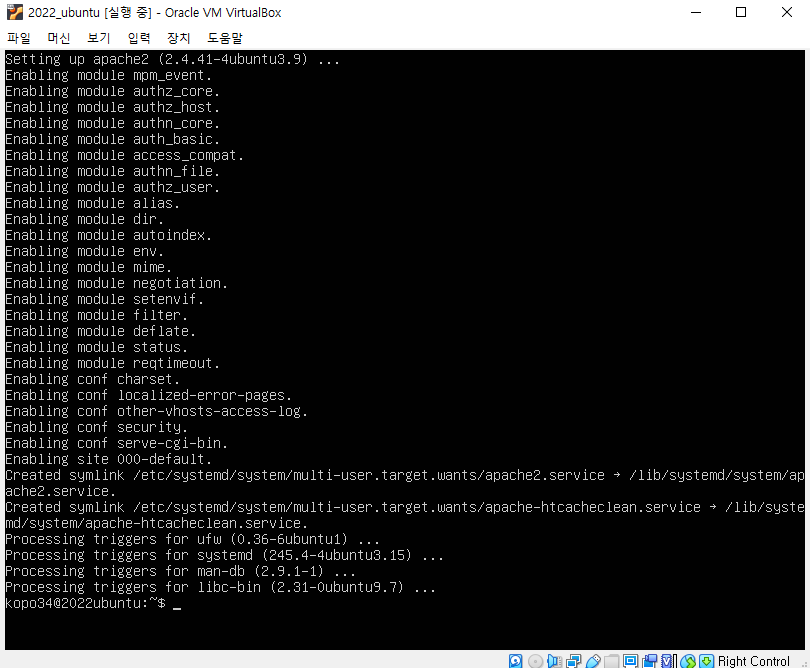 2022_ubuntu [실행 중] - Oracle VM VirtualBox
파일 머신 보기 입력 장치 도움말
Setting up apache2 (2.4.41-4ubuntu3.9) ...
Enabling module mpm_event.
Enabling module authz_core.
Enabling module authz_host.
Enabling module authn_core.
Enabling module auth_basic.
Enabling module access_compat.
Enabling module authn_file.
Enabling module authz_user.
Enabling module alias.
Enabling module dir.
Enabling module autoindex.
Enabling module env.
Enabling module mime.
Enabling module negotiation.
Enabling module setenvif.
Enabling module filter.
Enabling module deflate.
Enabling module status.
Enabling module reqtimeout.
Enabling conf charset.
Enabling conf localized-error-pages.
Enabling conf other-vhosts-access-log.
Enabling conf security.
Enabling conf serve-cgi-bin.
Enabling site 000-default.
Created symlink /etc/systemd/system/multi-user.target.wants/apache2.service → /lib/systemd/system/ap
ache2.service.
Created symlink /etc/systemd/system/multi-user.target.wants/apache-htcacheclean.service → /lib/syste
md/system/apache-htcacheclean.service.
Processing triggers for ufw (0.36-6ubuntu1) ...
Processing triggers for systemd (245.4-4ubuntu3.15) ...
Processing triggers for man-db (2.9.1-1) ...
Processing triggers for libc-bin (2.31-0ubuntu9.7) ...
kopo34@2022ubuntu:~$ _
Right Control